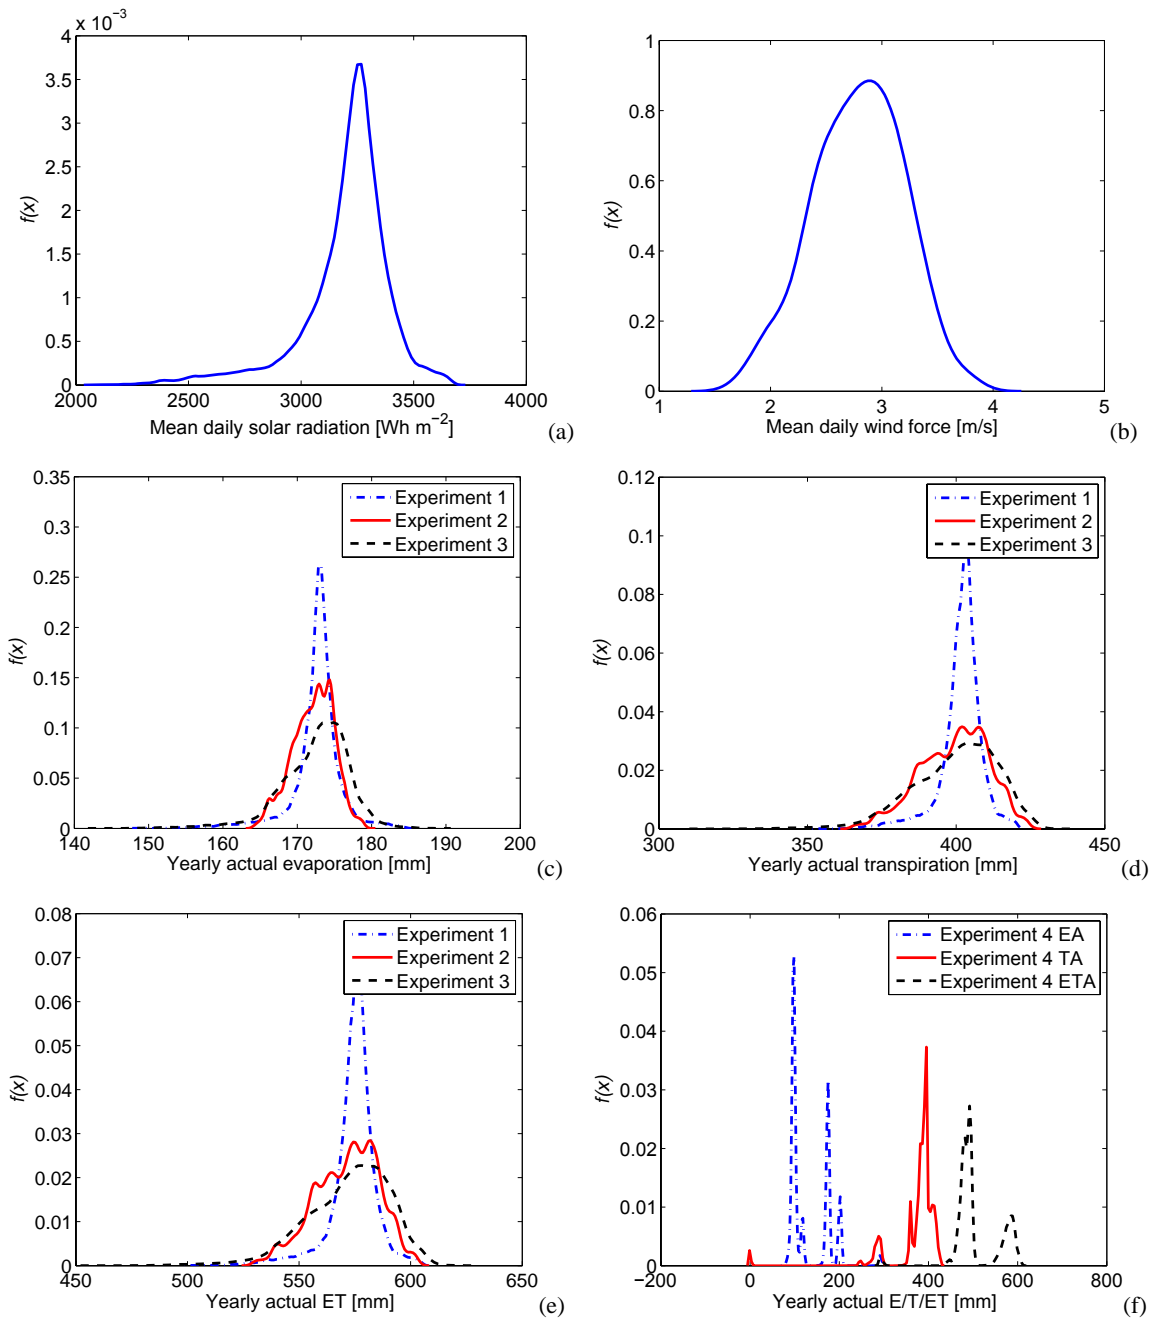 x 10⁻³
4
3.5
3
2.5
2
1.5
1
0.5
0
f(x)
2000 2500 3000 3500 4000
Mean daily solar radiation [Wh m⁻²]
(a)
1
0.8
0.6
0.4
0.2
0
f(x)
1 2 3 4 5
Mean daily wind force [m/s]
(b)
0.35
0.3
0.25
0.2
0.15
0.1
0.05
0
f(x)
Experiment 1
Experiment 2
Experiment 3
140 150 160 170 180 190 200
Yearly actual evaporation [mm]
(c)
0.12
0.1
0.08
0.06
0.04
0.02
0
f(x)
Experiment 1
Experiment 2
Experiment 3
300 350 400 450
Yearly actual transpiration [mm]
(d)
0.08
0.07
0.06
0.05
0.04
0.03
0.02
0.01
0
f(x)
Experiment 1
Experiment 2
Experiment 3
450 500 550 600 650
Yearly actual ET [mm]
(e)
0.06
0.05
0.04
0.03
0.02
0.01
0
f(x)
Experiment 4 EA
Experiment 4 TA
Experiment 4 ETA
−200 0 200 400 600 800
Yearly actual E/T/ET [mm]
(f)